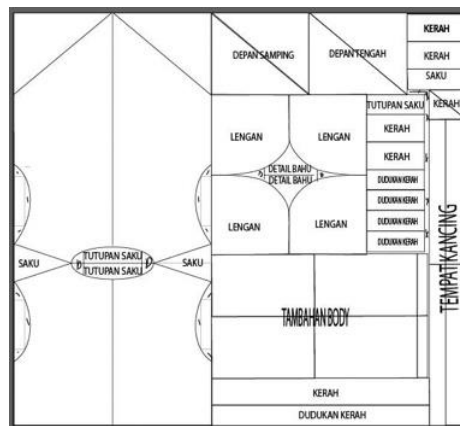 KERAH
KERAH
SAKU
DEPAN SAMPING
DEPAN TENGAH
TUTUPAN SAKU
KERAH
KERAH
KERAH
DUDUKAN KERAH
DUDUKAN KERAH
DUDUKAN KERAH
DUDUKAN KERAH
LENGAN
LENGAN
DETAIL BAHU
DETAIL BAHU
LENGAN
LENGAN
SAKU
TUTUPAN SAKU
TUTUPAN SAKU
SAKU
TEMPAT KANCING
TAMBAHAN BODY
KERAH
DUDUKAN KERAH